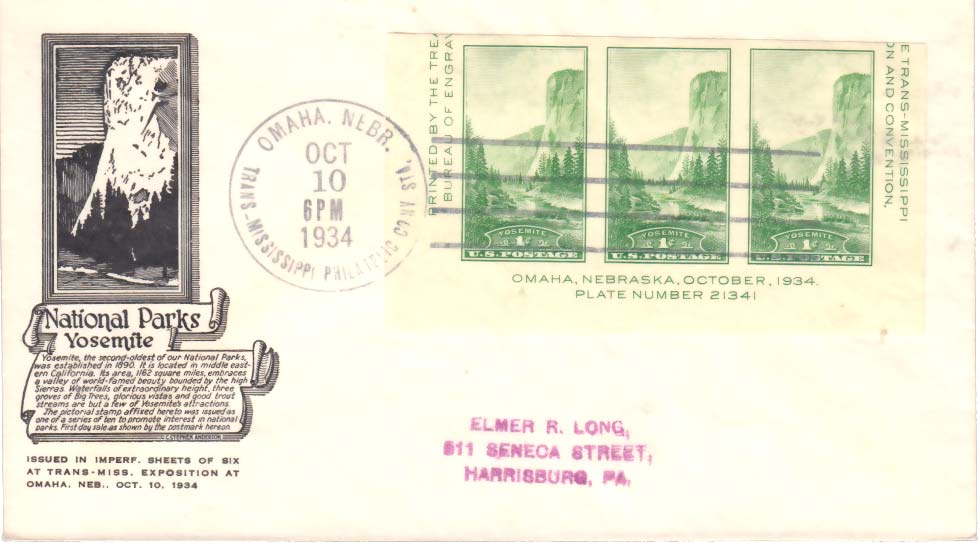 National Parks
Yosemite
Yosemite, the second-oldest of our National Parks,
was established in 1890. It is located in middle east-
ern California. Its area, 1162 square miles, embraces
a valley of world-famed beauty bounded by the high
Sierras. Waterfalls of extraordinary height, three
groves of Big Trees, glorious vistas and good trout
streams are but a few of Yosemite's attractions.
The pictorial stamp affixed hereto was issued as
one of a series of ten to promote interest in national
parks. First day sale as shown by the postmark hereon
C. STEPHEN ANDERSON
ISSUED IN IMPERF. SHEETS OF SIX
AT TRANS-MISS. EXPOSITION AT
OMAHA, NEB., OCT. 10, 1934
OMAHA, NEBR.
TRANS-MISSISSIPPI PHILATELIC CONV STA.
OCT
10
6PM
1934
PRINTED BY THE TREA
BUREAU OF ENGRAV
YOSEMITE
1¢
U.S. POSTAGE
YOSEMITE
1¢
U.S. POSTAGE
YOSEMITE
1¢
U.S. POSTAGE
E TRANS-MISSISSIPPI
ON AND CONVENTION,
OMAHA, NEBRASKA, OCTOBER, 1934.
PLATE NUMBER 21341
ELMER R. LONG,
511 SENECA STREET,
HARRISBURG, PA.